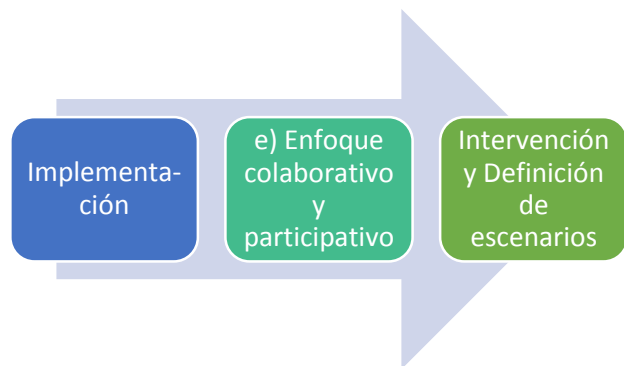 Implementa-
ción
e) Enfoque
colaborativo
y
participativo
Intervención
y Definición
de
escenarios